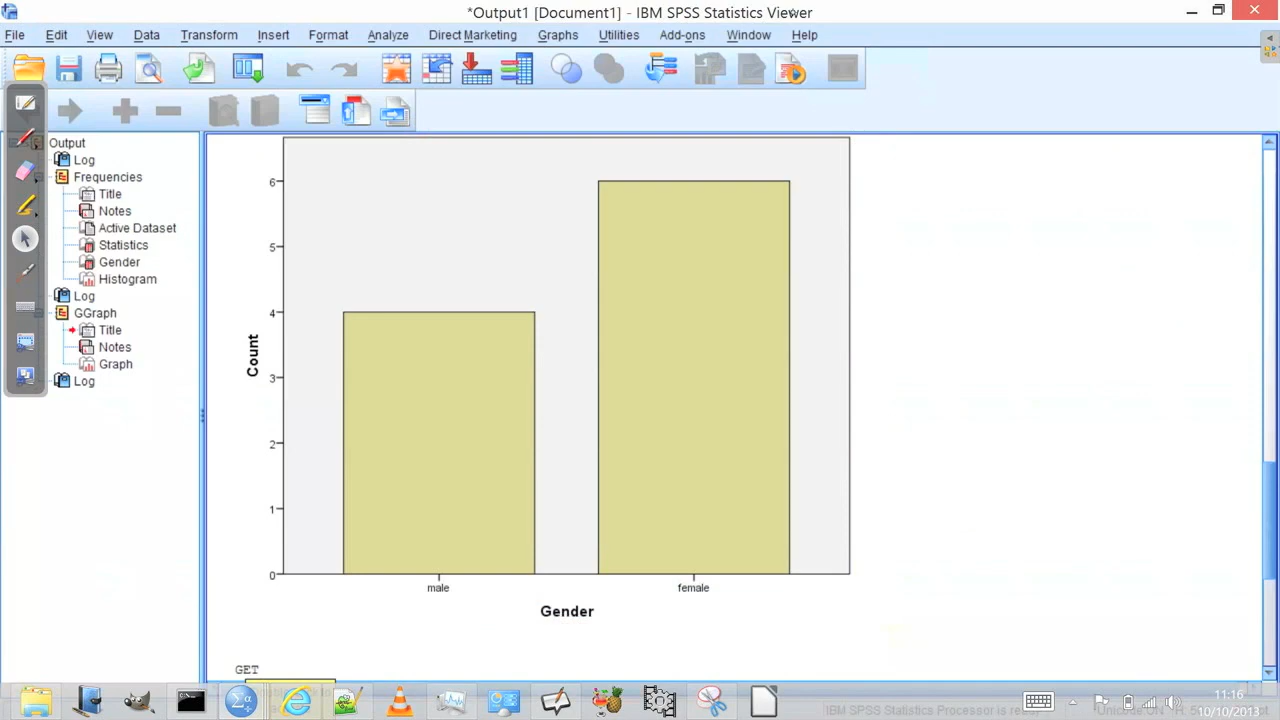 *Output1 [Document1] - IBM SPSS Statistics Viewer
File Edit View Data Transform Insert Format Analyze Direct Marketing Graphs Utilities Add-ons Window Help
Output
Log
Frequencies
Title
Notes
Active Dataset
Statistics
Gender
Histogram
Log
GGraph
Title
Notes
Graph
Log
6
5
4
3
2
1
0
Count
male female
Gender
GET
IBM SPSS Statistics Processor is
11:16
10/10/2013